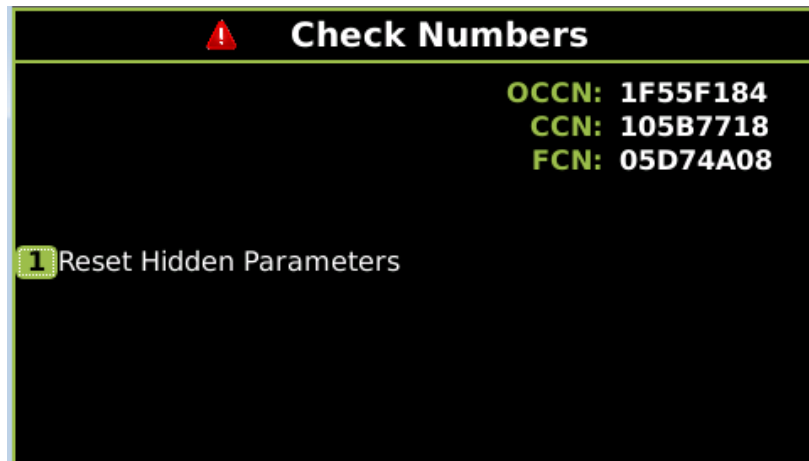 Check Numbers
OCCN: 1F55F184
CCN: 105B7718
FCN: 05D74A08
1 Reset Hidden Parameters